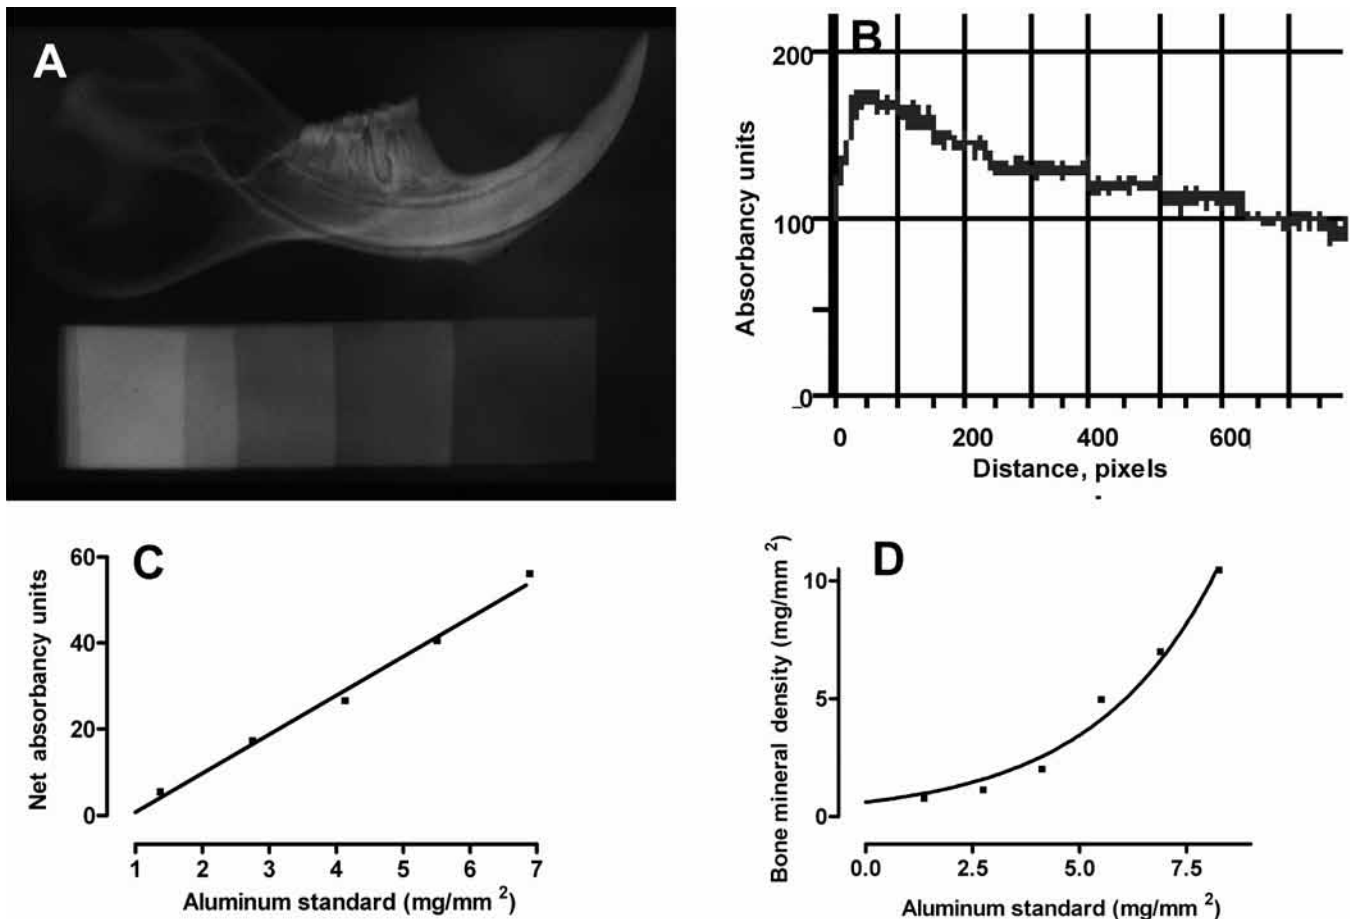 A
B
200
100
_0
Absorbancy units
0 200 400 600
Distance, pixels
C
60
40
20
0
Net absorbancy units
1 2 3 4 5 6 7
Aluminum standard (mg/mm 2)
D
10
5
0
Bone mineral density (mg/mm 2)
0.0 2.5 5.0 7.5
Aluminum standard (mg/mm 2)